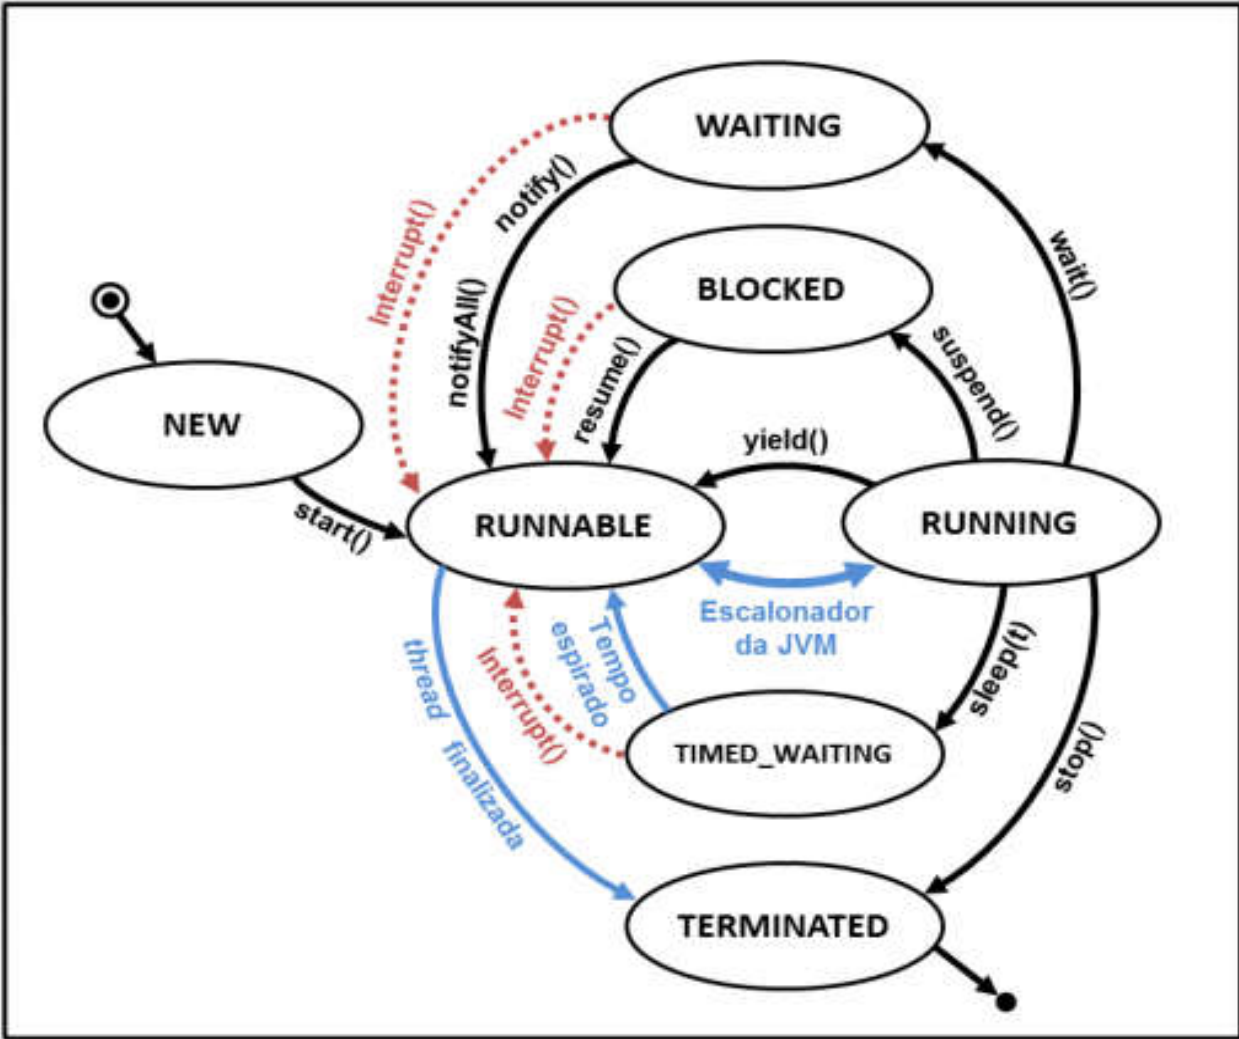 WAITING
notify()
Interrupt()
wait()
BLOCKED
notifyAll()
Interrupt()
resume()
suspend()
NEW
yield()
start()
RUNNABLE
RUNNING
Escalonador
da JVM
Tempo
espirado
Interrupt()
sleep(t)
thread finalizada
TIMED_WAITING
stop()
TERMINATED